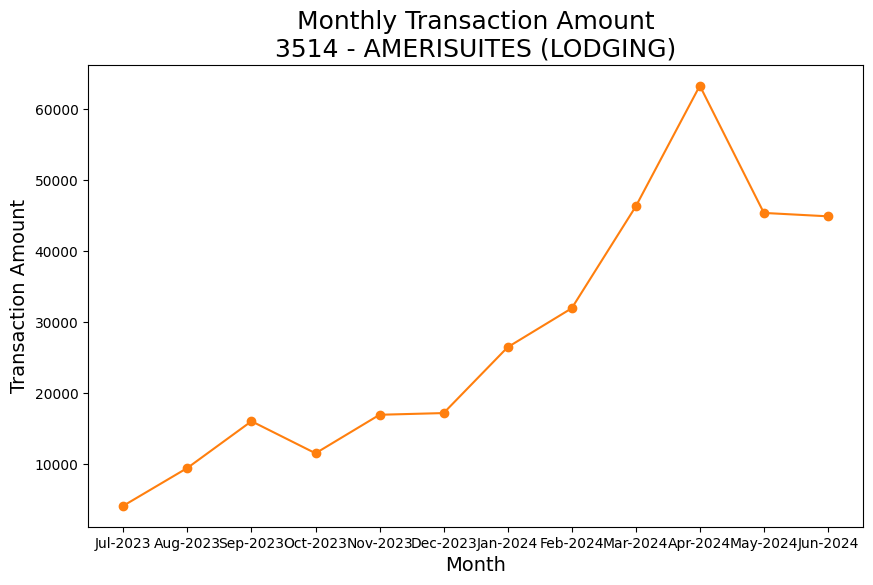 Monthly Transaction Amount
3514 - AMERISUITES (LODGING)
Transaction Amount
60000
50000
40000
30000
20000
10000
Jul-2023 Aug-2023 Sep-2023 Oct-2023 Nov-2023 Dec-2023 Jan-2024 Feb-2024 Mar-2024 Apr-2024 May-2024 Jun-2024
Month